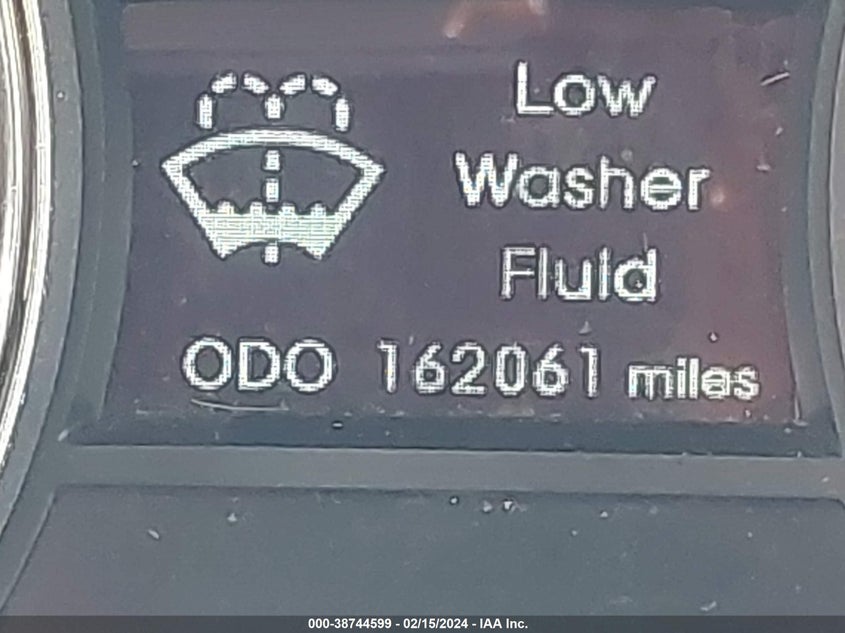 Low
Washer
Fluid
ODO 162061 miles
000-38744599 - 02/15/2024 - IAA Inc.